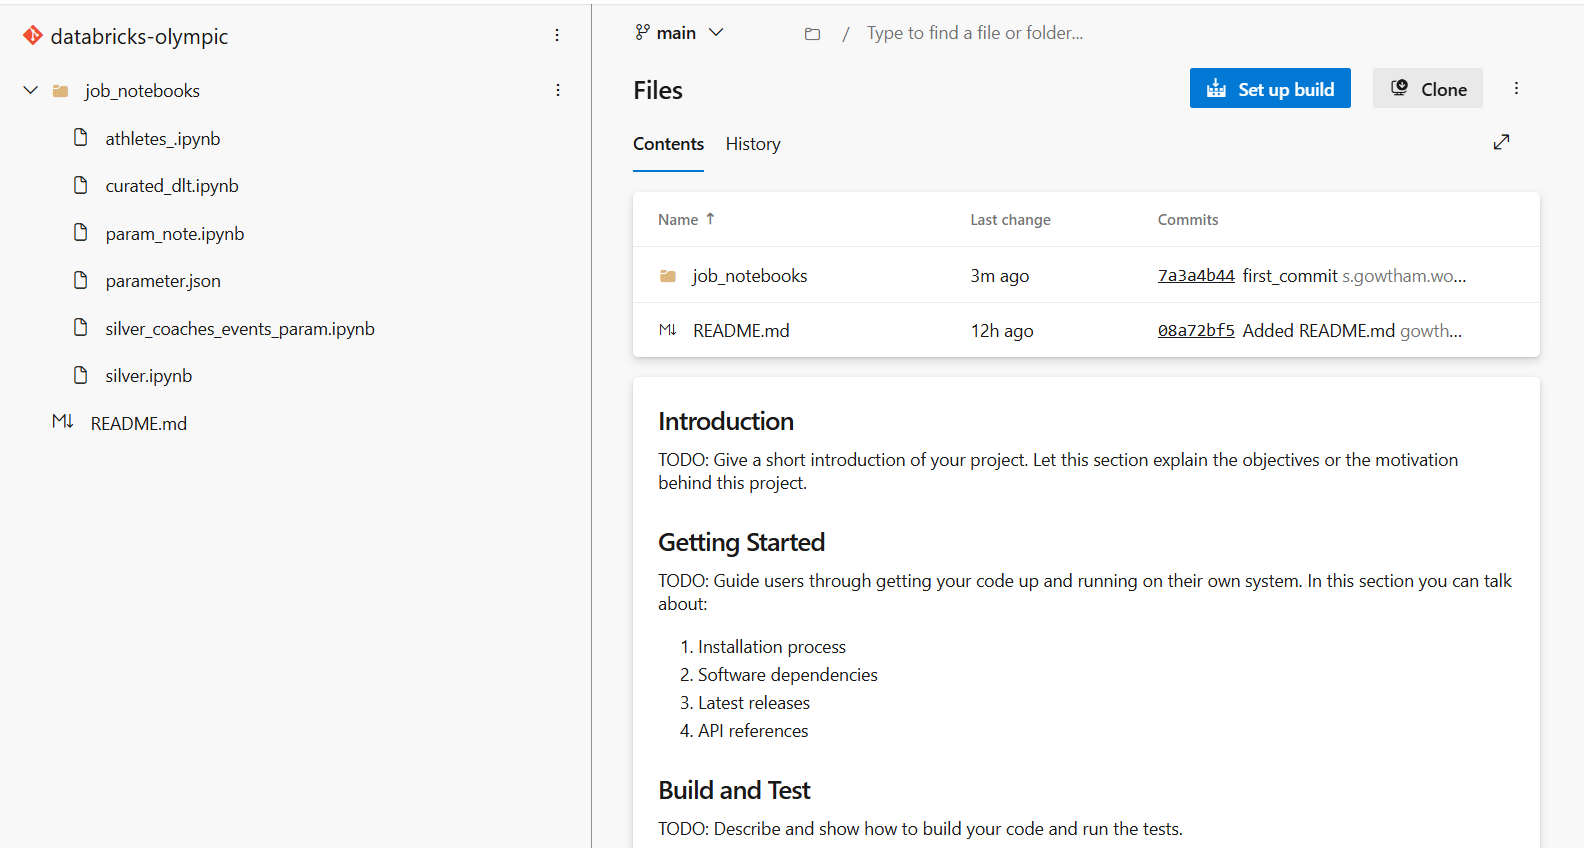 databricks-olympic
job_notebooks
athletes_.ipynb
curated_dlt.ipynb
param_note.ipynb
parameter.json
silver_coaches_events_param.ipynb
silver.ipynb
README.md
main
/ Type to find a file or folder...
Files
Set up build
Clone
Contents History
Name ↑ Last change Commits
job_notebooks 3m ago 7a3a4b44 first_commit s.gowtham.wo...
README.md 12h ago 08a72bf5 Added README.md gowth...
Introduction
TODO: Give a short introduction of your project. Let this section explain the objectives or the motivation
behind this project.
Getting Started
TODO: Guide users through getting your code up and running on their own system. In this section you can talk
about:
1. Installation process
2. Software dependencies
3. Latest releases
4. API references
Build and Test
TODO: Describe and show how to build your code and run the tests.